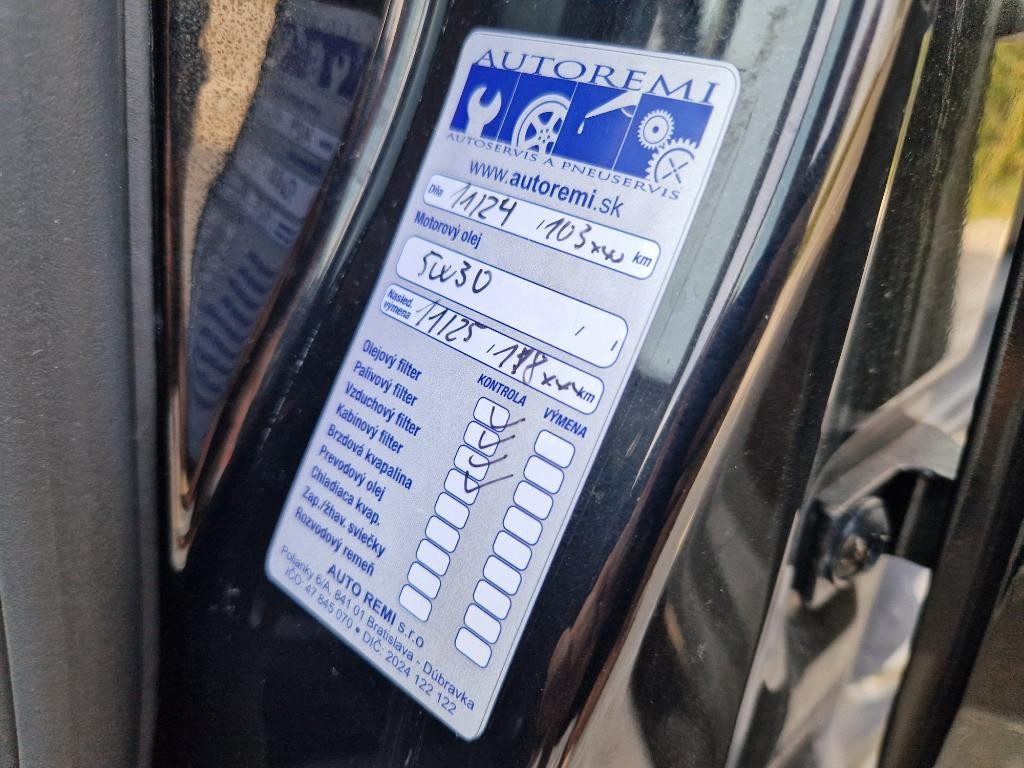 AUTOREMI
AUTOSERVIS A PNEUSERVIS
www.autoremi.sk
Dňa 11/24 , 103xxx km
Motorový olej
5W30 / ,
Nasled. výmena 11/25 , 118xxx km
KONTROLA VÝMENA
Olejový filter
Palivový filter
Vzduchový filter
Kabínový filter
Brzdová kvapalina
Prevodový olej
Chladiaca kvap.
Zap./žhav. sviečky
Rozvodový remeň
AUTO REMI s.r.o
Polianky 6/A, 841 01 Bratislava - Dúbravka
IČO: 47 845 070 • DIČ: 2024 122 122